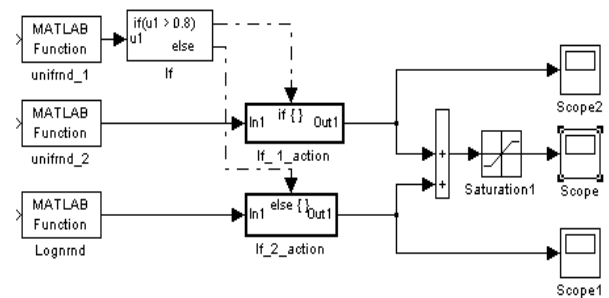 MATLAB
Function
unifrnd_1
if(u1 > 0.8)
u1
else
If
Scope2
MATLAB
Function
unifrnd_2
if { }
In1
Out1
If_1_action
+
+
Saturation1
Scope
MATLAB
Function
Lognrnd
else { }
In1
Out1
If_2_action
Scope1